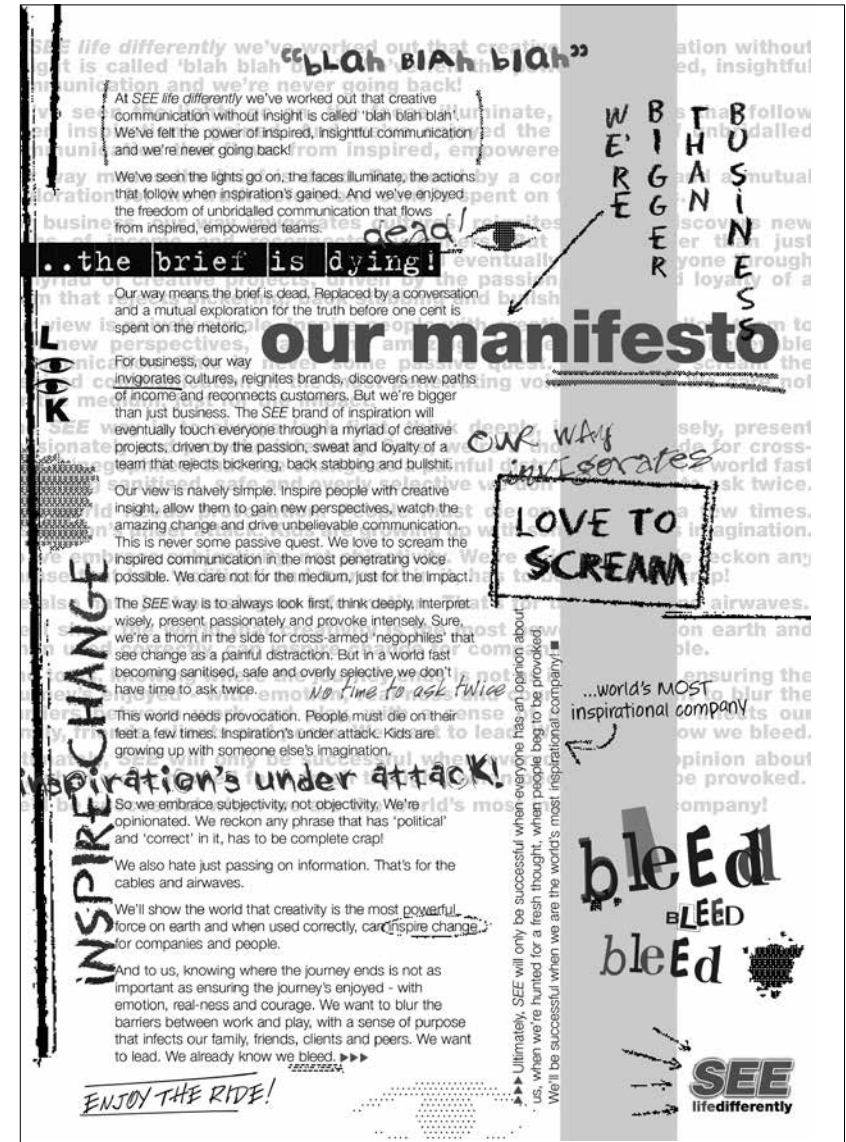 “bLah BlAh blah”
At SEE life differently we’ve worked out that creative
communication without insight is called ‘blah blah blah’.
We’ve felt the power of inspired, insightful communication
and we’re never going back!
We’ve seen the lights go on, the faces illuminate, the actions
that follow when inspiration’s gained. And we’ve enjoyed
the freedom of unbridalled communication that flows
from inspired, empowered teams.
dead!
..the brief is dying!
WE'RE
BIGGER
THAN
BUSiNESS
Our way means the brief is dead. Replaced by a conversation
and a mutual exploration for the truth before one cent is
spent on the rhetoric.
our manifesto
LOOK
For business, our way
invigorates cultures, reignites brands, discovers new paths
of income and reconnects customers. But we’re bigger
than just business. The SEE brand of inspiration will
eventually touch everyone through a myriad of creative
projects, driven by the passion, sweat and loyalty of a
team that rejects bickering, back stabbing and bullshit.
OUR WAY
invigorates
Our view is naively simple. Inspire people with creative
insight, allow them to gain new perspectives, watch the
amazing change and drive unbelievable communication.
This is never some passive quest. We love to scream the
inspired communication in the most penetrating voice
possible. We care not for the medium, just for the impact.
LOVE TO
SCREAM
iNSPIRE CHANGE
The SEE way is to always look first, think deeply, interpret
wisely, present passionately and provoke intensely. Sure,
we’re a thorn in the side for cross-armed ‘negophiles’ that
see change as a painful distraction. But in a world fast
becoming sanitised, safe and overly selective we don’t
have time to ask twice.
No time to ask twice
...world's MOST
inspirational company
This world needs provocation. People must die on their
feet a few times. Inspiration’s under attack. Kids are
growing up with someone else’s imagination.
inspiration's under attack!
So we embrace subjectivity, not objectivity. We’re
opinionated. We reckon any phrase that has ‘political’
and ‘correct’ in it, has to be complete crap!
We also hate just passing on information. That’s for the
cables and airwaves.
We’ll show the world that creativity is the most powerful
force on earth and when used correctly, can inspire change
for companies and people.
And to us, knowing where the journey ends is not as
important as ensuring the journey’s enjoyed - with
emotion, real-ness and courage. We want to blur the
barriers between work and play, with a sense of purpose
that infects our family, friends, clients and peers. We want
to lead. We already know we bleed. ▶▶▶
▶▶▶ Ultimately, SEE will only be successful when everyone has an opinion about
us, when we’re hunted for a fresh thought, when people beg to be provoked.
We’ll be successful when we are the world’s most inspirational company! ■
blEEd
BLEED
blEEd
ENJOY THE RIDE!
SEE
lifedifferently